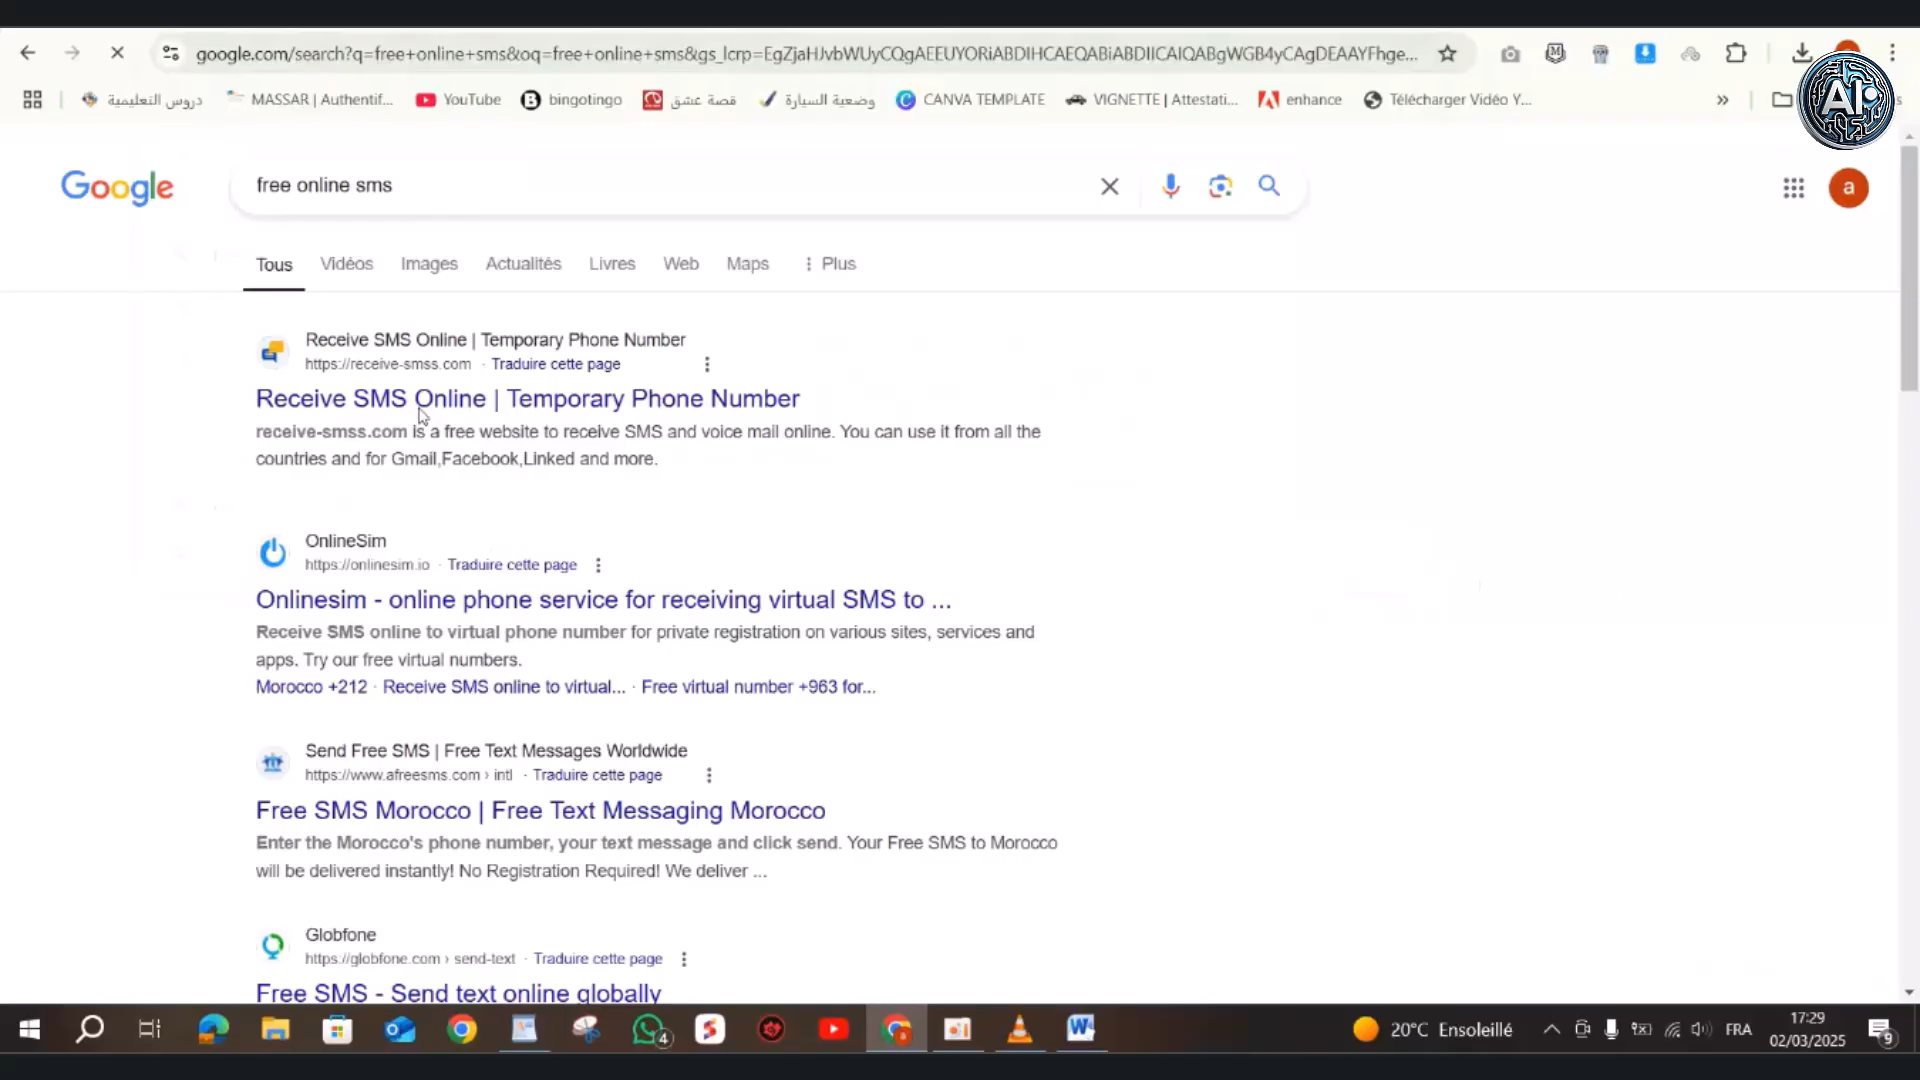 google.com/search?q=free+online+sms&oq=free+online+sms&gs_lcrp=EgZjaHJvbWUyCQgAEEUYORiABDIHCAEQABiABDIICAIQABgWGB4yCAgDEAAYFhge...
دروس التعليمية
MASSAR | Authentif...
YouTube
bingotingo
قصة عشق
وضعية السيارة
CANVA TEMPLATE
VIGNETTE | Attestati...
enhance
Télécharger Vidéo Y...
AI
Google
free online sms
a
Tous Vidéos Images Actualités Livres Web Maps Plus
Receive SMS Online | Temporary Phone Number
https://receive-smss.com · Traduire cette page
Receive SMS Online | Temporary Phone Number
receive-smss.com is a free website to receive SMS and voice mail online. You can use it from all the
countries and for Gmail,Facebook,Linked and more.
OnlineSim
https://onlinesim.io · Traduire cette page
Onlinesim - online phone service for receiving virtual SMS to ...
Receive SMS online to virtual phone number for private registration on various sites, services and
apps. Try our free virtual numbers.
Morocco +212 · Receive SMS online to virtual... · Free virtual number +963 for...
Send Free SMS | Free Text Messages Worldwide
https://www.afreesms.com › intl · Traduire cette page
Free SMS Morocco | Free Text Messaging Morocco
Enter the Morocco's phone number, your text message and click send. Your Free SMS to Morocco
will be delivered instantly! No Registration Required! We deliver ...
Globfone
https://globfone.com › send-text · Traduire cette page
Free SMS - Send text online globally
4
20°C Ensoleillé
FRA
17:29
02/03/2025
9